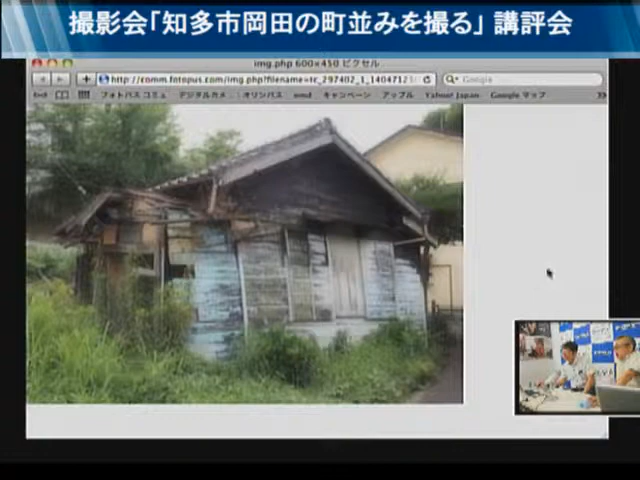 撮影会「知多市岡田の町並みを撮る」 講評会
img.php 600×450 ピクセル
http://comm.fotopus.com/img.php?filename=tc_297402_1_14047123
Google
フォトパス コミュ デジタルカメ... オリンパス amd キャンペーン アップル Yahoo! Japan Google マップ